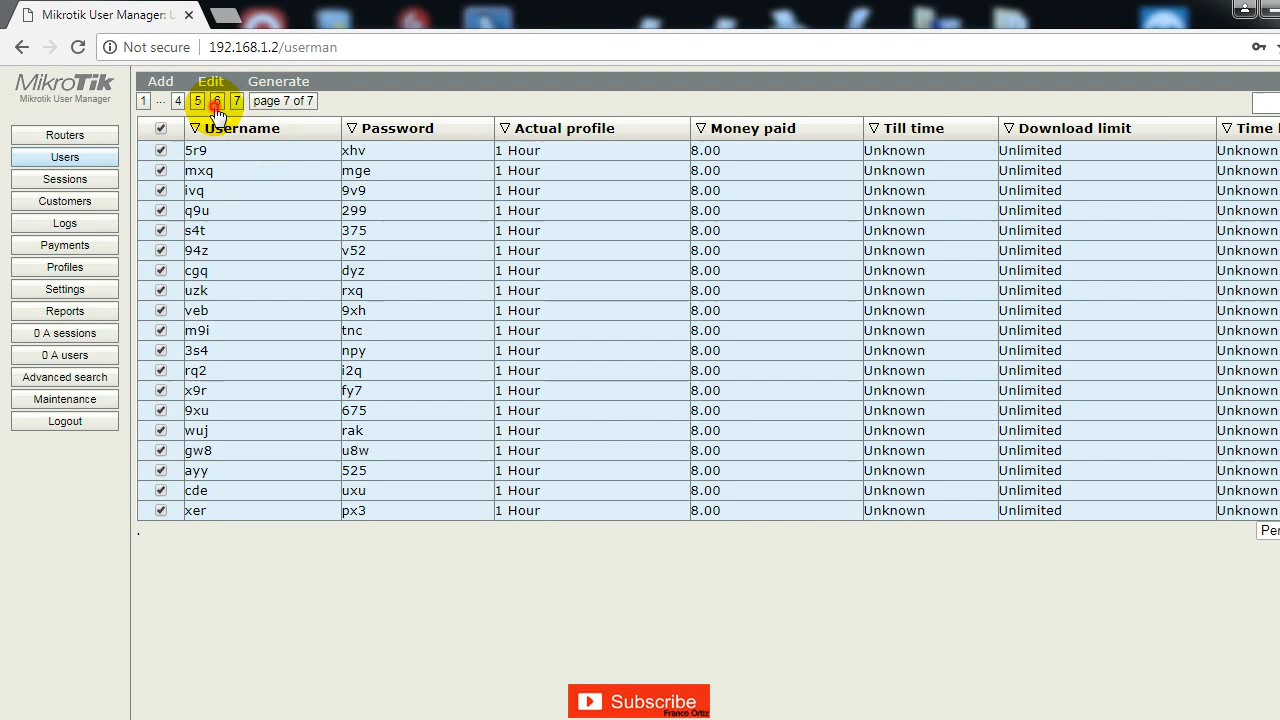 Mikrotik User Manager: U
Not secure
192.168.1.2/userman
MikroTik
Mikrotik User Manager
Routers
Users
Sessions
Customers
Logs
Payments
Profiles
Settings
Reports
0 A sessions
0 A users
Advanced search
Maintenance
Logout
Add Edit Generate
1 ... 4 5 6 7 page 7 of 7
Username Password Actual profile Money paid Till time Download limit Time
5r9 xhv 1 Hour 8.00 Unknown Unlimited Unknown
mxq mge 1 Hour 8.00 Unknown Unlimited Unknown
ivq 9v9 1 Hour 8.00 Unknown Unlimited Unknown
q9u 299 1 Hour 8.00 Unknown Unlimited Unknown
s4t 375 1 Hour 8.00 Unknown Unlimited Unknown
94z v52 1 Hour 8.00 Unknown Unlimited Unknown
cgq dyz 1 Hour 8.00 Unknown Unlimited Unknown
uzk rxq 1 Hour 8.00 Unknown Unlimited Unknown
veb 9xh 1 Hour 8.00 Unknown Unlimited Unknown
m9i tnc 1 Hour 8.00 Unknown Unlimited Unknown
3s4 npy 1 Hour 8.00 Unknown Unlimited Unknown
rq2 i2q 1 Hour 8.00 Unknown Unlimited Unknown
x9r fy7 1 Hour 8.00 Unknown Unlimited Unknown
9xu 675 1 Hour 8.00 Unknown Unlimited Unknown
wuj rak 1 Hour 8.00 Unknown Unlimited Unknown
gw8 u8w 1 Hour 8.00 Unknown Unlimited Unknown
ayy 525 1 Hour 8.00 Unknown Unlimited Unknown
cde uxu 1 Hour 8.00 Unknown Unlimited Unknown
xer px3 1 Hour 8.00 Unknown Unlimited Unknown
.
Per
Subscribe
Franco Ortiz